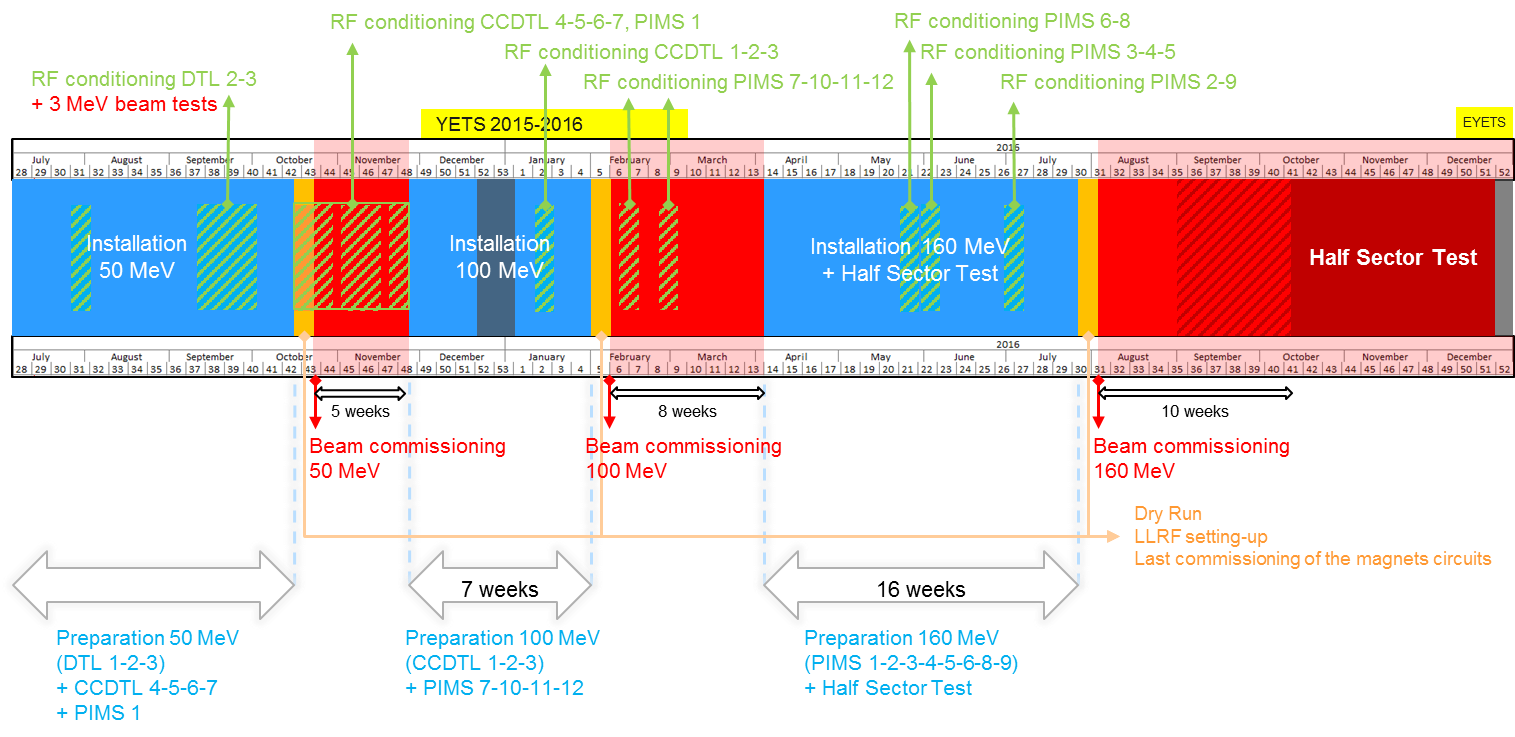 RF conditioning CCDTL 4-5-6-7, PIMS 1
RF conditioning PIMS 6-8
RF conditioning CCDTL 1-2-3
RF conditioning PIMS 3-4-5
RF conditioning DTL 2-3
RF conditioning PIMS 7-10-11-12
RF conditioning PIMS 2-9
+ 3 MeV beam tests
YETS 2015-2016
EYETS
2016
July August September October November December January February March April May June July August September October November December
28 29 30 31 32 33 34 35 36 37 38 39 40 41 42 43 44 45 46 47 48 49 50 51 52 53 1 2 3 4 5 6 7 8 9 10 11 12 13 14 15 16 17 18 19 20 21 22 23 24 25 26 27 28 29 30 31 32 33 34 35 36 37 38 39 40 41 42 43 44 45 46 47 48 49 50 51 52
Installation
50 MeV
Installation
100 MeV
Installation 160 MeV
+ Half Sector Test
Half Sector Test
2016
July August September October November December January February March April May June July August September October November December
28 29 30 31 32 33 34 35 36 37 38 39 40 41 42 43 44 45 46 47 48 49 50 51 52 53 1 2 3 4 5 6 7 8 9 10 11 12 13 14 15 16 17 18 19 20 21 22 23 24 25 26 27 28 29 30 31 32 33 34 35 36 37 38 39 40 41 42 43 44 45 46 47 48 49 50 51 52
5 weeks
8 weeks
10 weeks
Beam commissioning
50 MeV
Beam commissioning
100 MeV
Beam commissioning
160 MeV
Dry Run
LLRF setting-up
Last commissioning of the magnets circuits
7 weeks
16 weeks
Preparation 50 MeV
(DTL 1-2-3)
+ CCDTL 4-5-6-7
+ PIMS 1
Preparation 100 MeV
(CCDTL 1-2-3)
+ PIMS 7-10-11-12
Preparation 160 MeV
(PIMS 1-2-3-4-5-6-8-9)
+ Half Sector Test